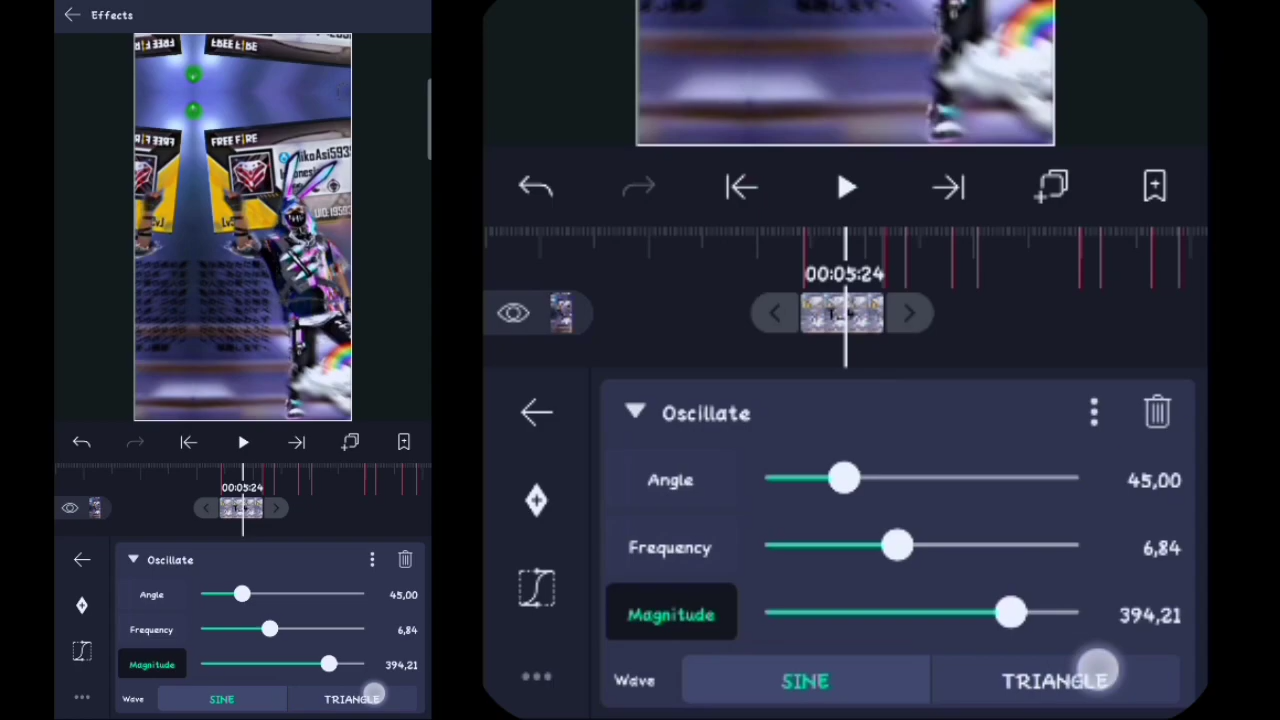 Effects
FREE FIRE
FREE FIRE
NikoAsi593
00:05:24
Oscillate
Angle
45,00
Frequency
6,84
Magnitude
394,21
Wave
SINE
TRIANGLE
00:05:24
Oscillate
Angle
45,00
Frequency
6,84
Magnitude
394,21
Wave
SINE
TRIANGLE